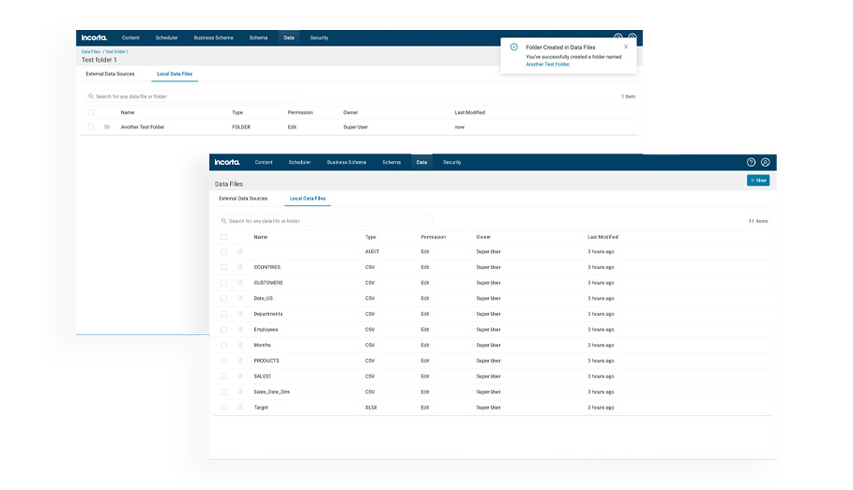 incorta. Content Scheduler Business Schema Schema Data Security
Data Files / Test folder /
Test folder 1
Folder Created in Data Files
You've successfully created a folder named
Another Test Folder.
External Data Sources Local Data Files
Search for any data file or folder 1 Item
Name Type Permission Owner Last Modified
Another Test Folder FOLDER Edit Super User now
incorta. Content Scheduler Business Schema Schema Data Security
Data Files + New
External Data Sources Local Data Files
Search for any data file or folder 11 Items
Name Type Permission Owner Last Modified
AUDIT Edit Super User 3 hours ago
COUNTRIES CSV Edit Super User 3 hours ago
CUSTOMERS CSV Edit Super User 3 hours ago
Date_US CSV Edit Super User 3 hours ago
Departments CSV Edit Super User 3 hours ago
Employees CSV Edit Super User 3 hours ago
Months CSV Edit Super User 3 hours ago
PRODUCTS CSV Edit Super User 3 hours ago
SALES1 CSV Edit Super User 3 hours ago
Sales_Date_Dim CSV Edit Super User 3 hours ago
Target XLSX Edit Super User 3 hours ago